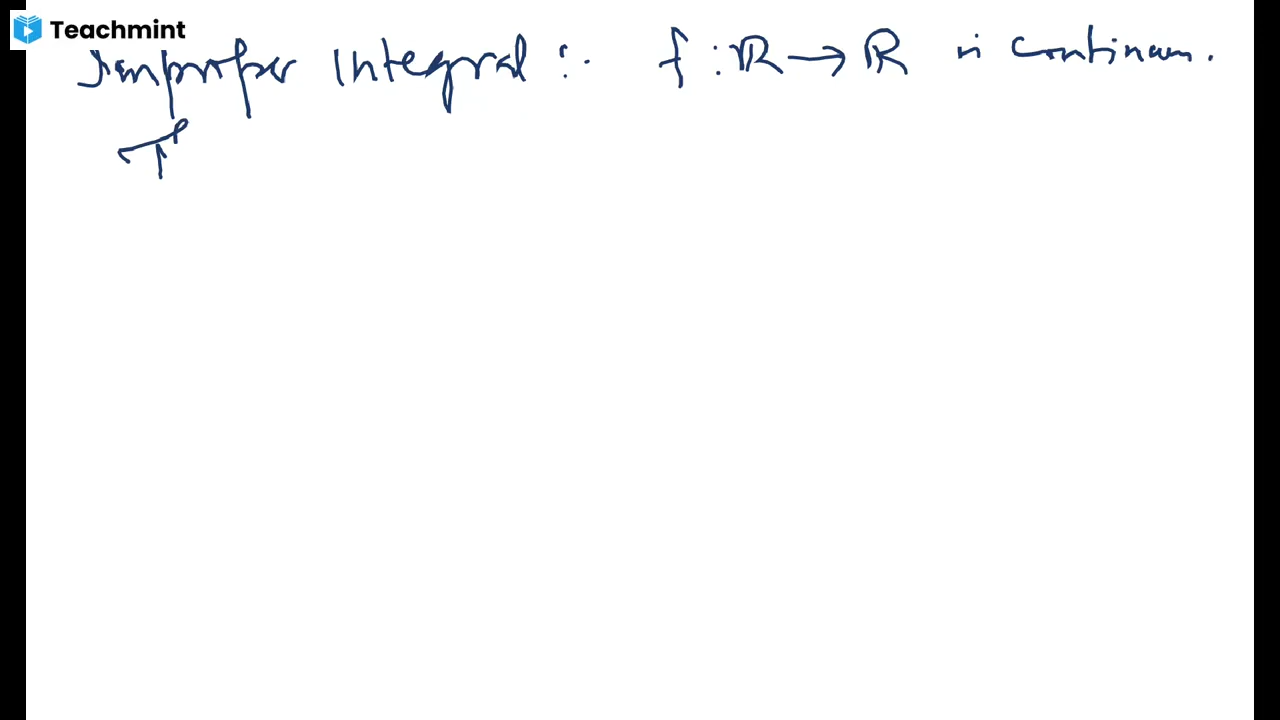 Teachmint
Improper Integral :- f : ℝ → ℝ is continuous.